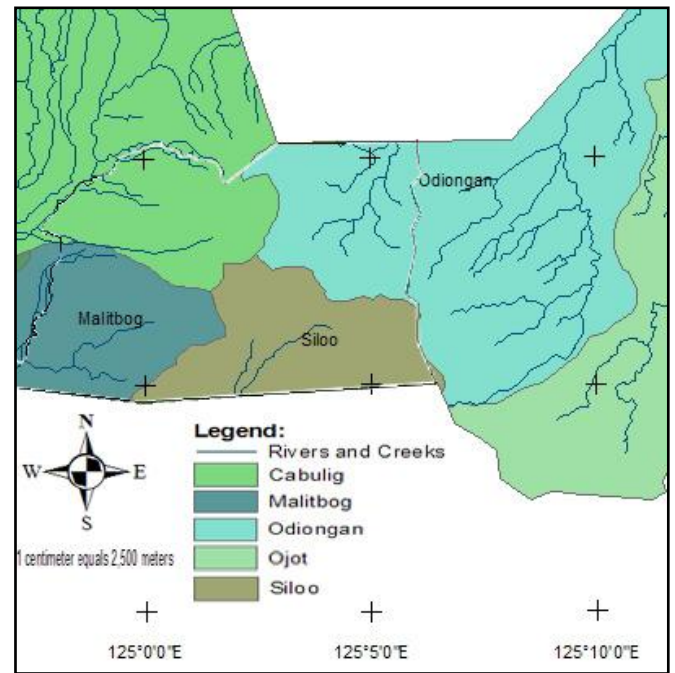 Odiongan
Malitbog
Siloo
N
W E
S
1 centimeter equals 2,500 meters
Legend:
Rivers and Creeks
Cabulig
Malitbog
Odiongan
Ojot
Siloo
125°0'0"E 125°5'0"E 125°10'0"E